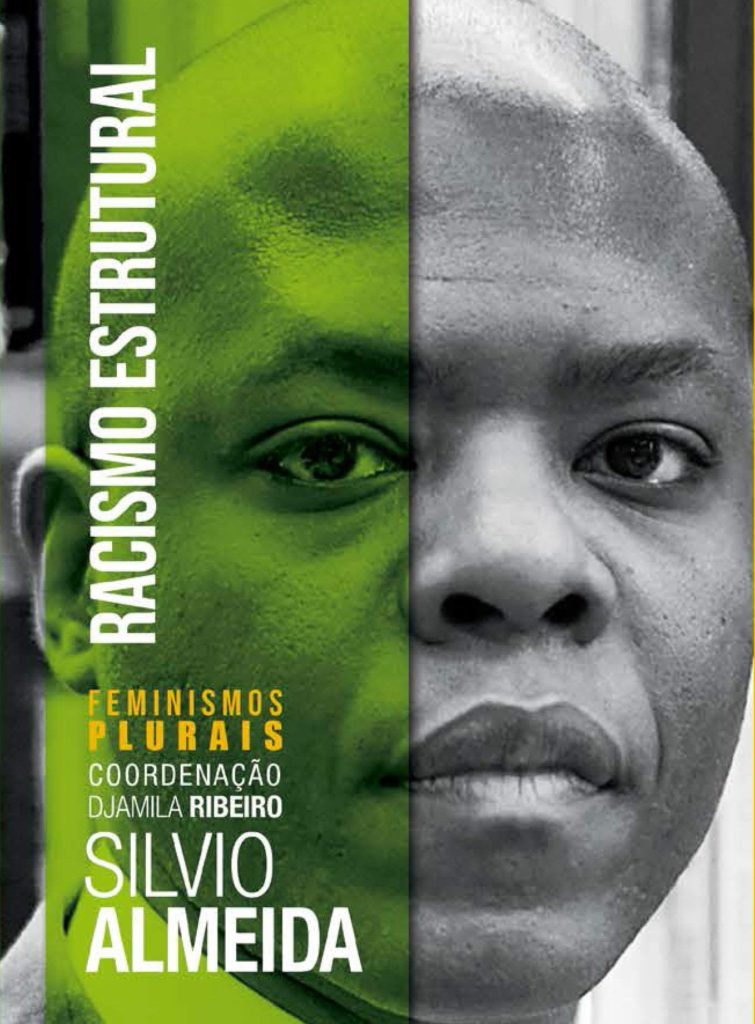 RACISMO ESTRUTURAL
FEMINISMOS
PLURAIS
COORDENAÇÃO
DJAMILA RIBEIRO
SILVIO
ALMEIDA